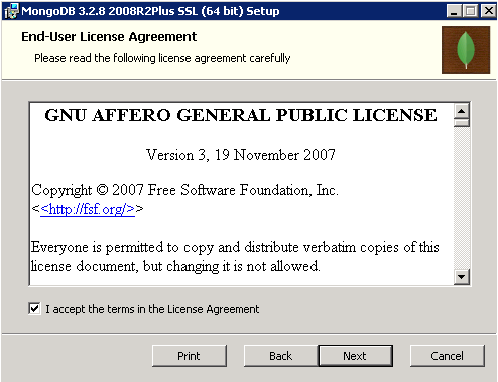 MongoDB 3.2.8 2008R2Plus SSL (64 bit) Setup
End-User License Agreement
Please read the following license agreement carefully
GNU AFFERO GENERAL PUBLIC LICENSE
Version 3, 19 November 2007
Copyright © 2007 Free Software Foundation, Inc.
<<http://fsf.org/>>
Everyone is permitted to copy and distribute verbatim copies of this
license document, but changing it is not allowed.
I accept the terms in the License Agreement
Print Back Next Cancel